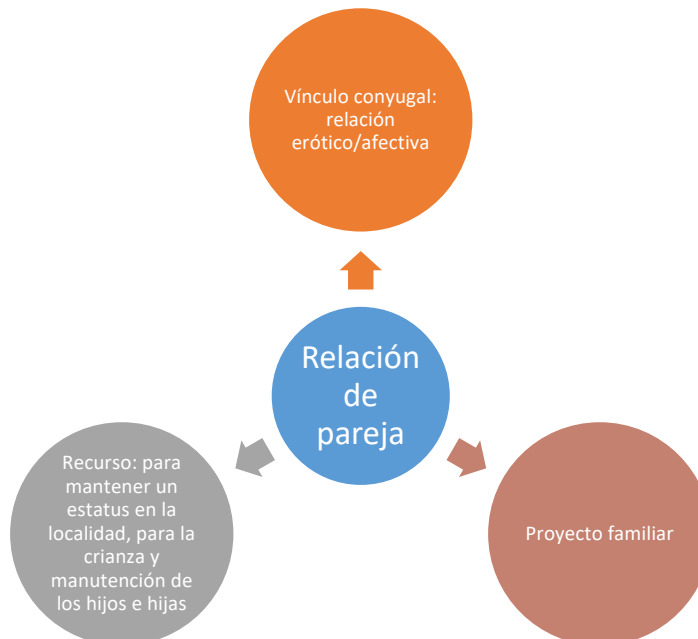 Vínculo conyugal:
relación
erótico/afectiva
Relación
de
pareja
Recurso: para
mantener un
estatus en la
localidad, para la
crianza y
manutención de
los hijos e hijas
Proyecto familiar